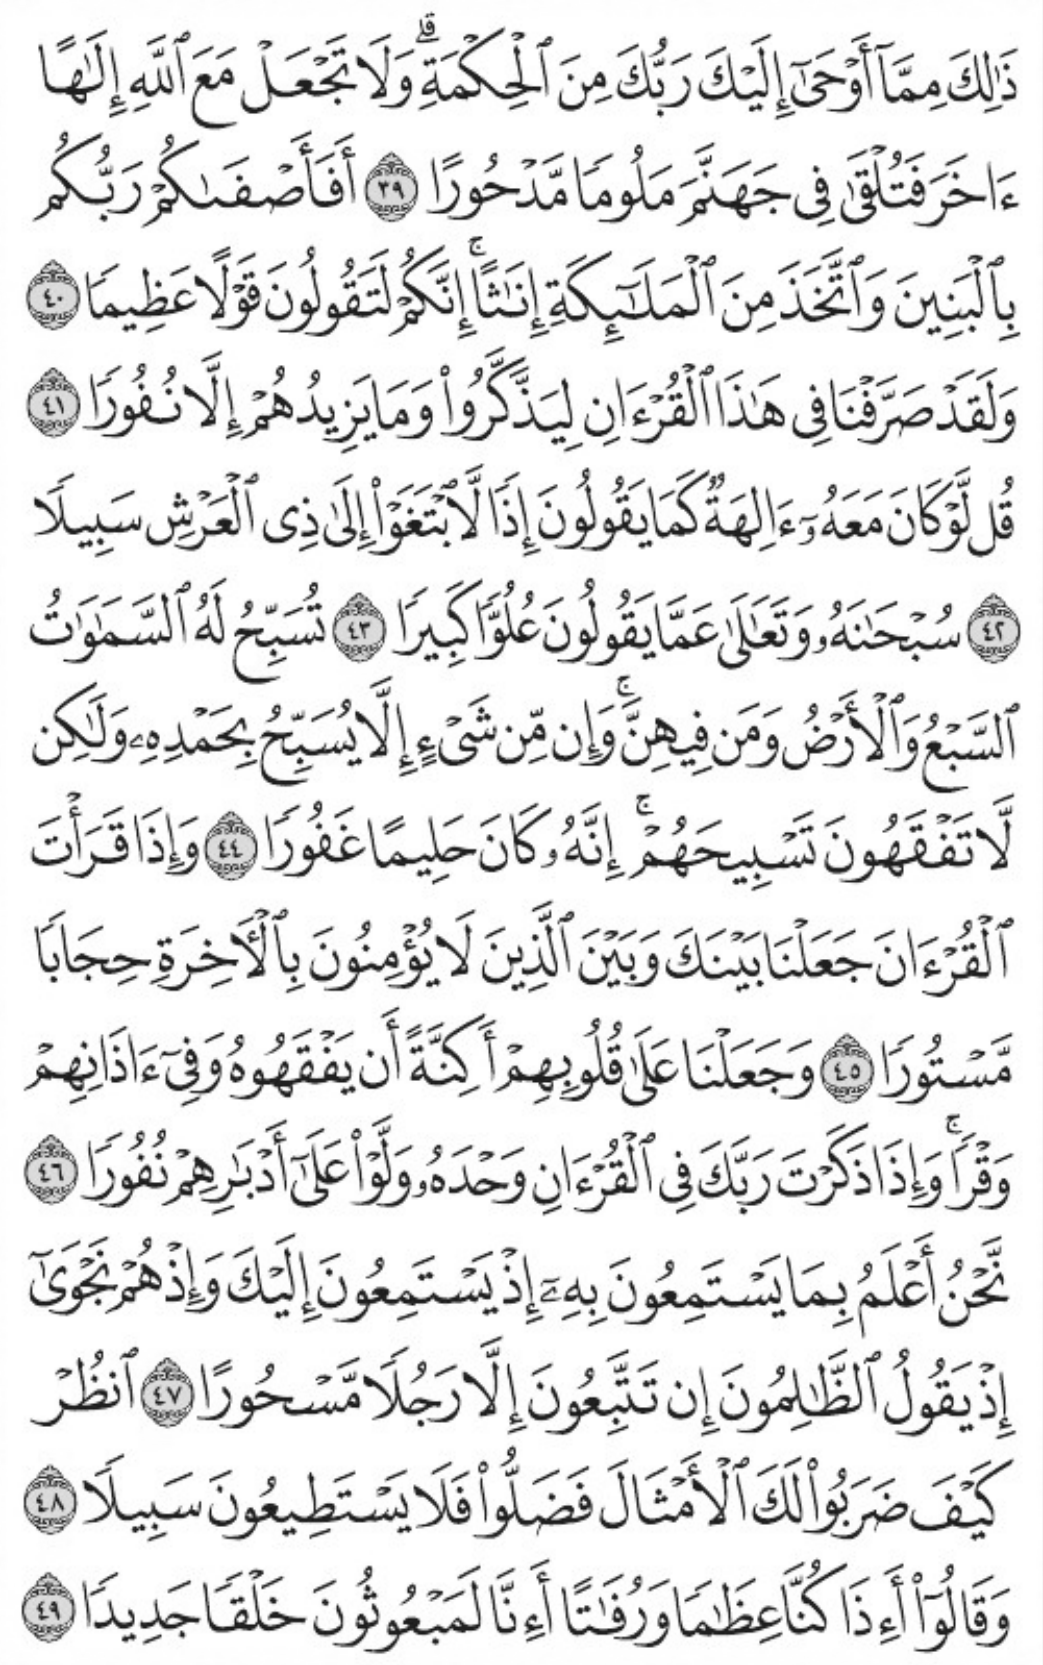 ذَٰلِكَ مِمَّآ أَوْحَىٰٓ إِلَيْكَ رَبُّكَ مِنَ ٱلْحِكْمَةِ ۗ وَلَا تَجْعَلْ مَعَ ٱللَّهِ إِلَـٰهًا
ءَاخَرَ فَتُلْقَىٰ فِى جَهَنَّمَ مَلُومًا مَّدْحُورًا ٣٩ أَفَأَصْفَىٰكُمْ رَبُّكُم
بِٱلْبَنِينَ وَٱتَّخَذَ مِنَ ٱلْمَلَـٰٓئِكَةِ إِنَـٰثًا ۚ إِنَّكُمْ لَتَقُولُونَ قَوْلًا عَظِيمًا ٤٠
وَلَقَدْ صَرَّفْنَا فِى هَـٰذَا ٱلْقُرْءَانِ لِيَذَّكَّرُوا۟ وَمَا يَزِيدُهُمْ إِلَّا نُفُورًا ٤١
قُل لَّوْ كَانَ مَعَهُۥٓ ءَالِهَةٌ كَمَا يَقُولُونَ إِذًا لَّٱبْتَغَوْا۟ إِلَىٰ ذِى ٱلْعَرْشِ سَبِيلًا
٤٢ سُبْحَـٰنَهُۥ وَتَعَـٰلَىٰ عَمَّا يَقُولُونَ عُلُوًّا كَبِيرًا ٤٣ تُسَبِّحُ لَهُ ٱلسَّمَـٰوَٰتُ
ٱلسَّبْعُ وَٱلْأَرْضُ وَمَن فِيهِنَّ ۚ وَإِن مِّن شَىْءٍ إِلَّا يُسَبِّحُ بِحَمْدِهِۦ وَلَـٰكِن
لَّا تَفْقَهُونَ تَسْبِيحَهُمْ ۚ إِنَّهُۥ كَانَ حَلِيمًا غَفُورًا ٤٤ وَإِذَا قَرَأْتَ
ٱلْقُرْءَانَ جَعَلْنَا بَيْنَكَ وَبَيْنَ ٱلَّذِينَ لَا يُؤْمِنُونَ بِٱلْـَٔاخِرَةِ حِجَابًا
مَّسْتُورًا ٤٥ وَجَعَلْنَا عَلَىٰ قُلُوبِهِمْ أَكِنَّةً أَن يَفْقَهُوهُ وَفِىٓ ءَاذَانِهِمْ
وَقْرًا ۚ وَإِذَا ذَكَرْتَ رَبَّكَ فِى ٱلْقُرْءَانِ وَحْدَهُۥ وَلَّوْا۟ عَلَىٰٓ أَدْبَـٰرِهِمْ نُفُورًا ٤٦
نَّحْنُ أَعْلَمُ بِمَا يَسْتَمِعُونَ بِهِۦٓ إِذْ يَسْتَمِعُونَ إِلَيْكَ وَإِذْ هُمْ نَجْوَىٰٓ
إِذْ يَقُولُ ٱلظَّـٰلِمُونَ إِن تَتَّبِعُونَ إِلَّا رَجُلًا مَّسْحُورًا ٤٧ ٱنظُرْ
كَيْفَ ضَرَبُوا۟ لَكَ ٱلْأَمْثَالَ فَضَلُّوا۟ فَلَا يَسْتَطِيعُونَ سَبِيلًا ٤٨
وَقَالُوٓا۟ أَءِذَا كُنَّا عِظَـٰمًا وَرُفَـٰتًا أَءِنَّا لَمَبْعُوثُونَ خَلْقًا جَدِيدًا ٤٩